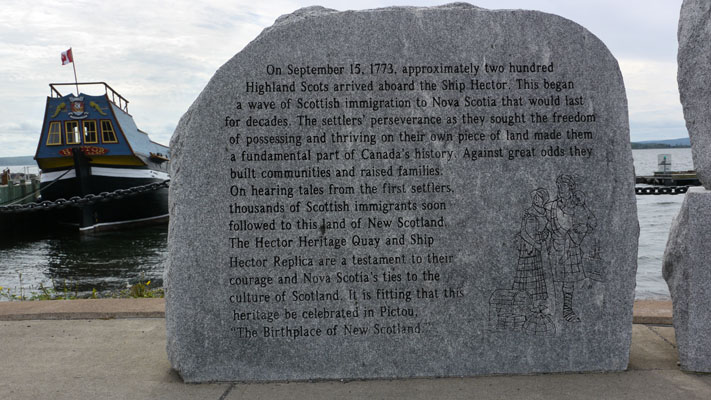 On September 15, 1773, approximately two hundred
Highland Scots arrived aboard the Ship Hector. This began
a wave of Scottish immigration to Nova Scotia that would last
for decades. The settlers' perseverance as they sought the freedom
of possessing and thriving on their own piece of land made them
a fundamental part of Canada's history. Against great odds they
built communities and raised families.
On hearing tales from the first settlers,
thousands of Scottish immigrants soon
followed to this land of New Scotland.
The Hector Heritage Quay and Ship
Hector Replica are a testament to their
courage and Nova Scotia's ties to the
culture of Scotland. It is fitting that this
heritage be celebrated in Pictou,
"The Birthplace of New Scotland."